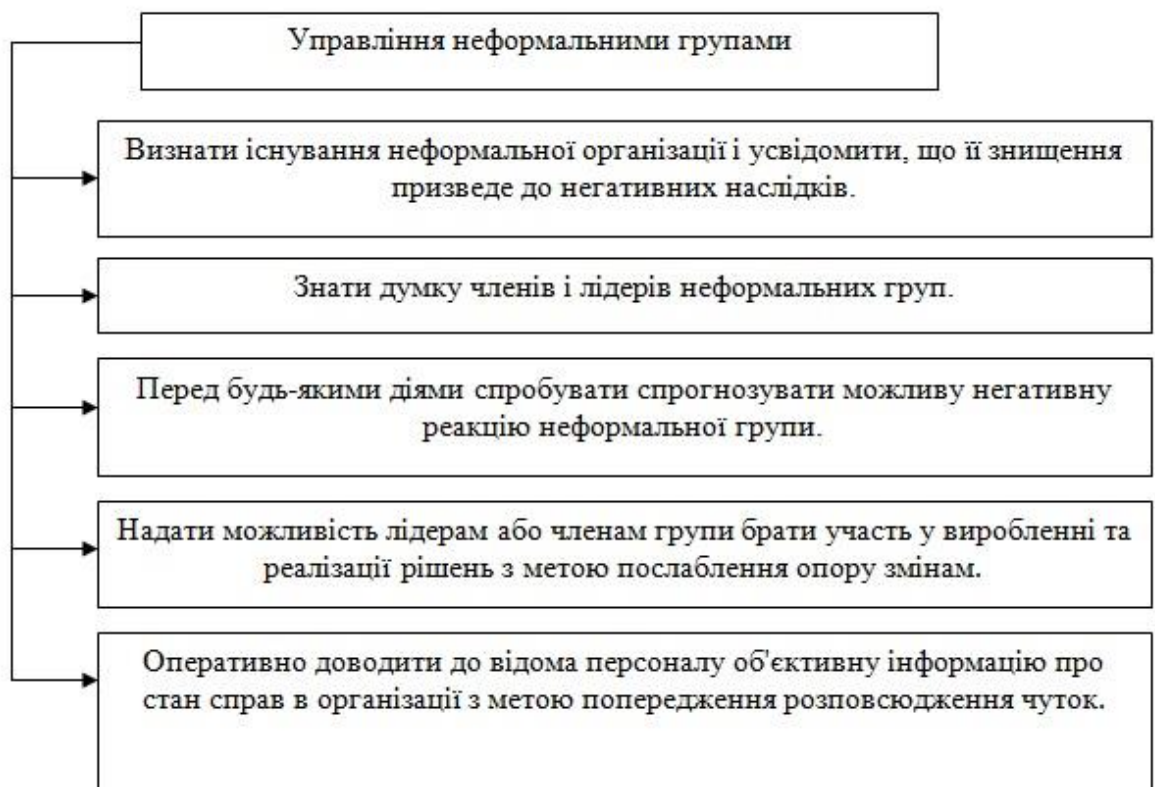 Управління неформальними групами
Визнати існування неформальної організації і усвідомити, що її знищення
призведе до негативних наслідків.
Знати думку членів і лідерів неформальних груп.
Перед будь-якими діями спробувати спрогнозувати можливу негативну
реакцію неформальної групи.
Надати можливість лідерам або членам групи брати участь у виробленні та
реалізації рішень з метою послаблення опору змінам.
Оперативно доводити до відома персоналу об'єктивну інформацію про
стан справ в організації з метою попередження розповсюдження чуток.